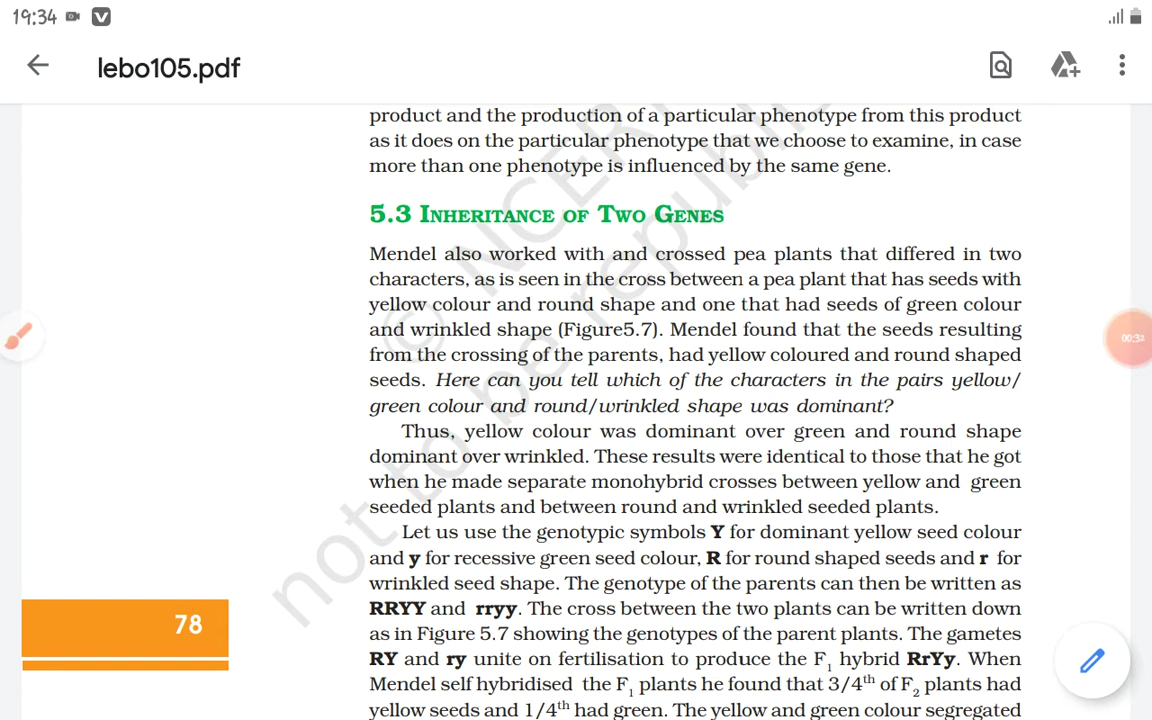 19:34
lebo105.pdf
product and the production of a particular phenotype from this product
as it does on the particular phenotype that we choose to examine, in case
more than one phenotype is influenced by the same gene.
5.3 INHERITANCE OF TWO GENES
Mendel also worked with and crossed pea plants that differed in two
characters, as is seen in the cross between a pea plant that has seeds with
yellow colour and round shape and one that had seeds of green colour
and wrinkled shape (Figure5.7). Mendel found that the seeds resulting
from the crossing of the parents, had yellow coloured and round shaped
seeds. Here can you tell which of the characters in the pairs yellow/
green colour and round/wrinkled shape was dominant?
Thus, yellow colour was dominant over green and round shape
dominant over wrinkled. These results were identical to those that he got
when he made separate monohybrid crosses between yellow and green
seeded plants and between round and wrinkled seeded plants.
Let us use the genotypic symbols Y for dominant yellow seed colour
and y for recessive green seed colour, R for round shaped seeds and r for
wrinkled seed shape. The genotype of the parents can then be written as
RRYY and rryy. The cross between the two plants can be written down
as in Figure 5.7 showing the genotypes of the parent plants. The gametes
RY and ry unite on fertilisation to produce the F1 hybrid RrYy. When
Mendel self hybridised the F1 plants he found that 3/4th of F2 plants had
yellow seeds and 1/4th had green. The yellow and green colour segregated
78
00:32
© NCERT
not to be republi